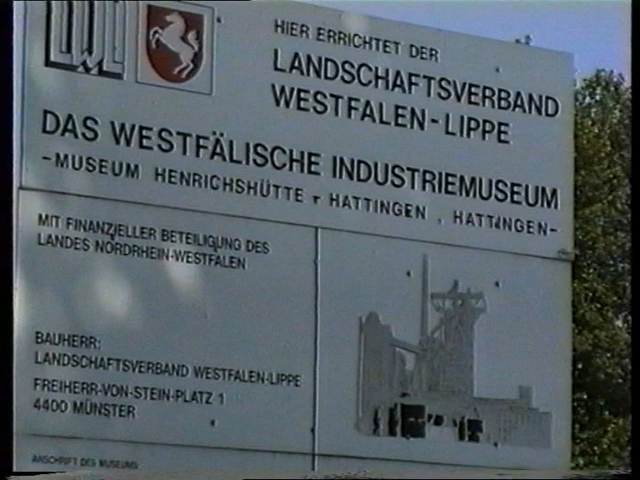 LWL
HIER ERRICHTET DER
LANDSCHAFTSVERBAND
WESTFALEN-LIPPE
DAS WESTFÄLISCHE INDUSTRIEMUSEUM
-MUSEUM HENRICHSHÜTTE HATTINGEN, HATTINGEN-
MIT FINANZIELLER BETEILIGUNG DES
LANDES NORDRHEIN-WESTFALEN
BAUHERR:
LANDSCHAFTSVERBAND WESTFALEN-LIPPE
FREIHERR-VON-STEIN-PLATZ 1
4400 MÜNSTER
ANSCHRIFT DES MUSEUMS